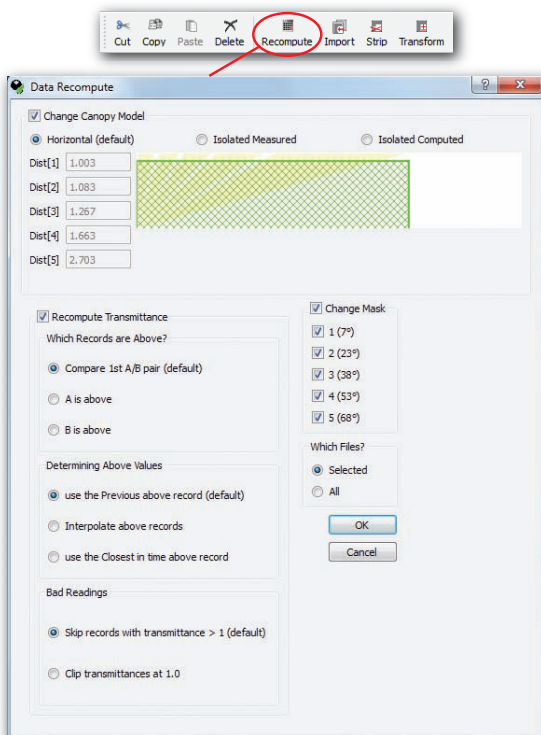 Cut Copy Paste Delete Recompute Import Strip Transform
Data Recompute
Change Canopy Model
Horizontal (default) Isolated Measured Isolated Computed
Dist[1] 1.003
Dist[2] 1.083
Dist[3] 1.267
Dist[4] 1.663
Dist[5] 2.703
Recompute Transmittance
Which Records are Above?
Compare 1st A/B pair (default)
A is above
B is above
Determining Above Values
use the Previous above record (default)
Interpolate above records
use the Closest in time above record
Bad Readings
Skip records with transmittance > 1 (default)
Clip transmittances at 1.0
Change Mask
1 (7°)
2 (23°)
3 (38°)
4 (53°)
5 (68°)
Which Files?
Selected
All
OK
Cancel